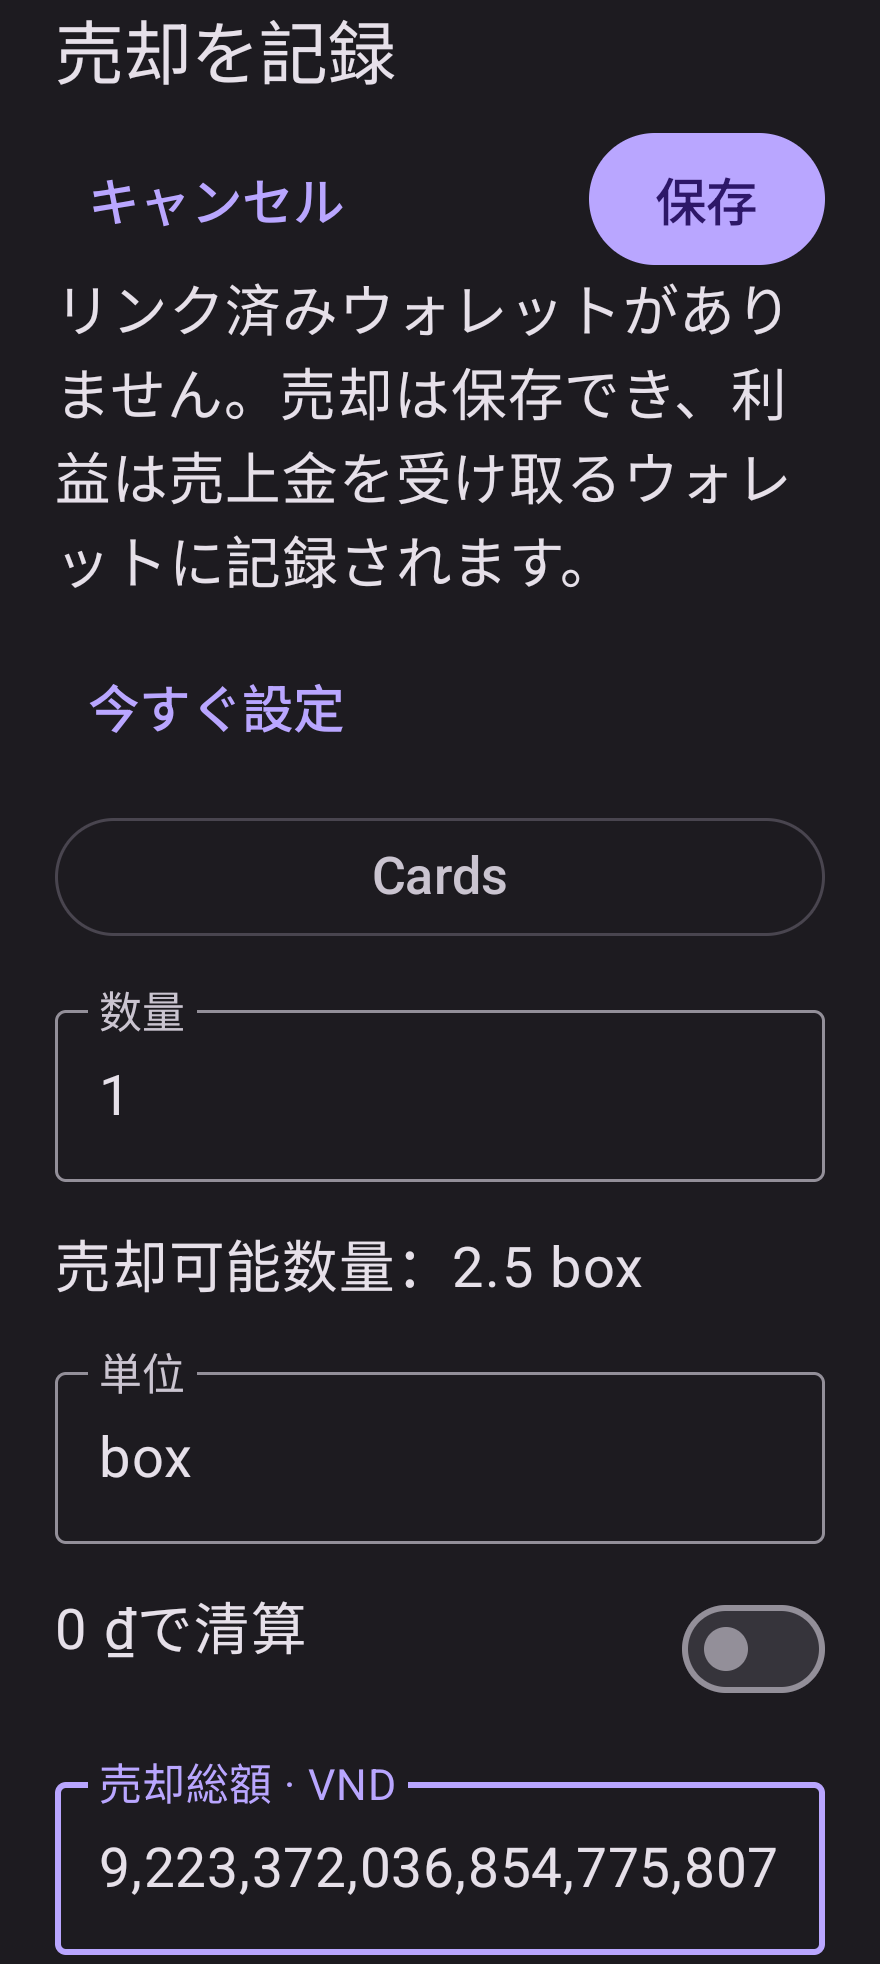 売却を記録
キャンセル
保存
リンク済みウォレットがあり
ません。売却は保存でき、利
益は売上金を受け取るウォレ
ットに記録されます。
今すぐ設定
Cards
数量
1
売却可能数量：2.5 box
単位
box
0 ₫で清算
売却総額 · VND
9,223,372,036,854,775,807